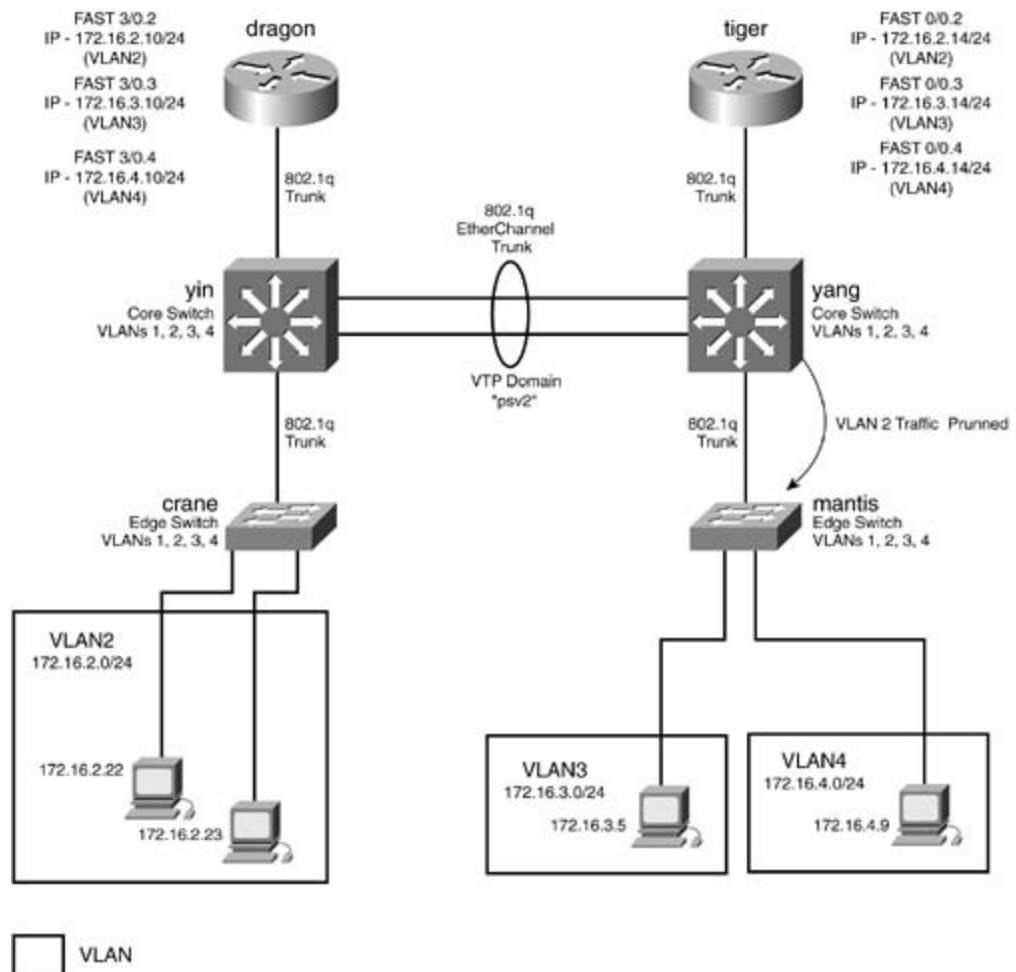 FAST 3/0.2
IP - 172.16.2.10/24
(VLAN2)
FAST 3/0.3
IP - 172.16.3.10/24
(VLAN3)
FAST 3/0.4
IP - 172.16.4.10/24
(VLAN4)
dragon
tiger
FAST 0/0.2
IP - 172.16.2.14/24
(VLAN2)
FAST 0/0.3
IP - 172.16.3.14/24
(VLAN3)
FAST 0/0.4
IP - 172.16.4.14/24
(VLAN4)
802.1q
Trunk
802.1q
EtherChannel
Trunk
802.1q
Trunk
yin
Core Switch
VLANs 1, 2, 3, 4
yang
Core Switch
VLANs 1, 2, 3, 4
VTP Domain
"psv2"
802.1q
Trunk
802.1q
Trunk
VLAN 2 Traffic Prunned
crane
Edge Switch
VLANs 1, 2, 3, 4
mantis
Edge Switch
VLANs 1, 2, 3, 4
VLAN2
172.16.2.0/24
172.16.2.22
172.16.2.23
VLAN3
172.16.3.0/24
172.16.3.5
VLAN4
172.16.4.0/24
172.16.4.9
VLAN